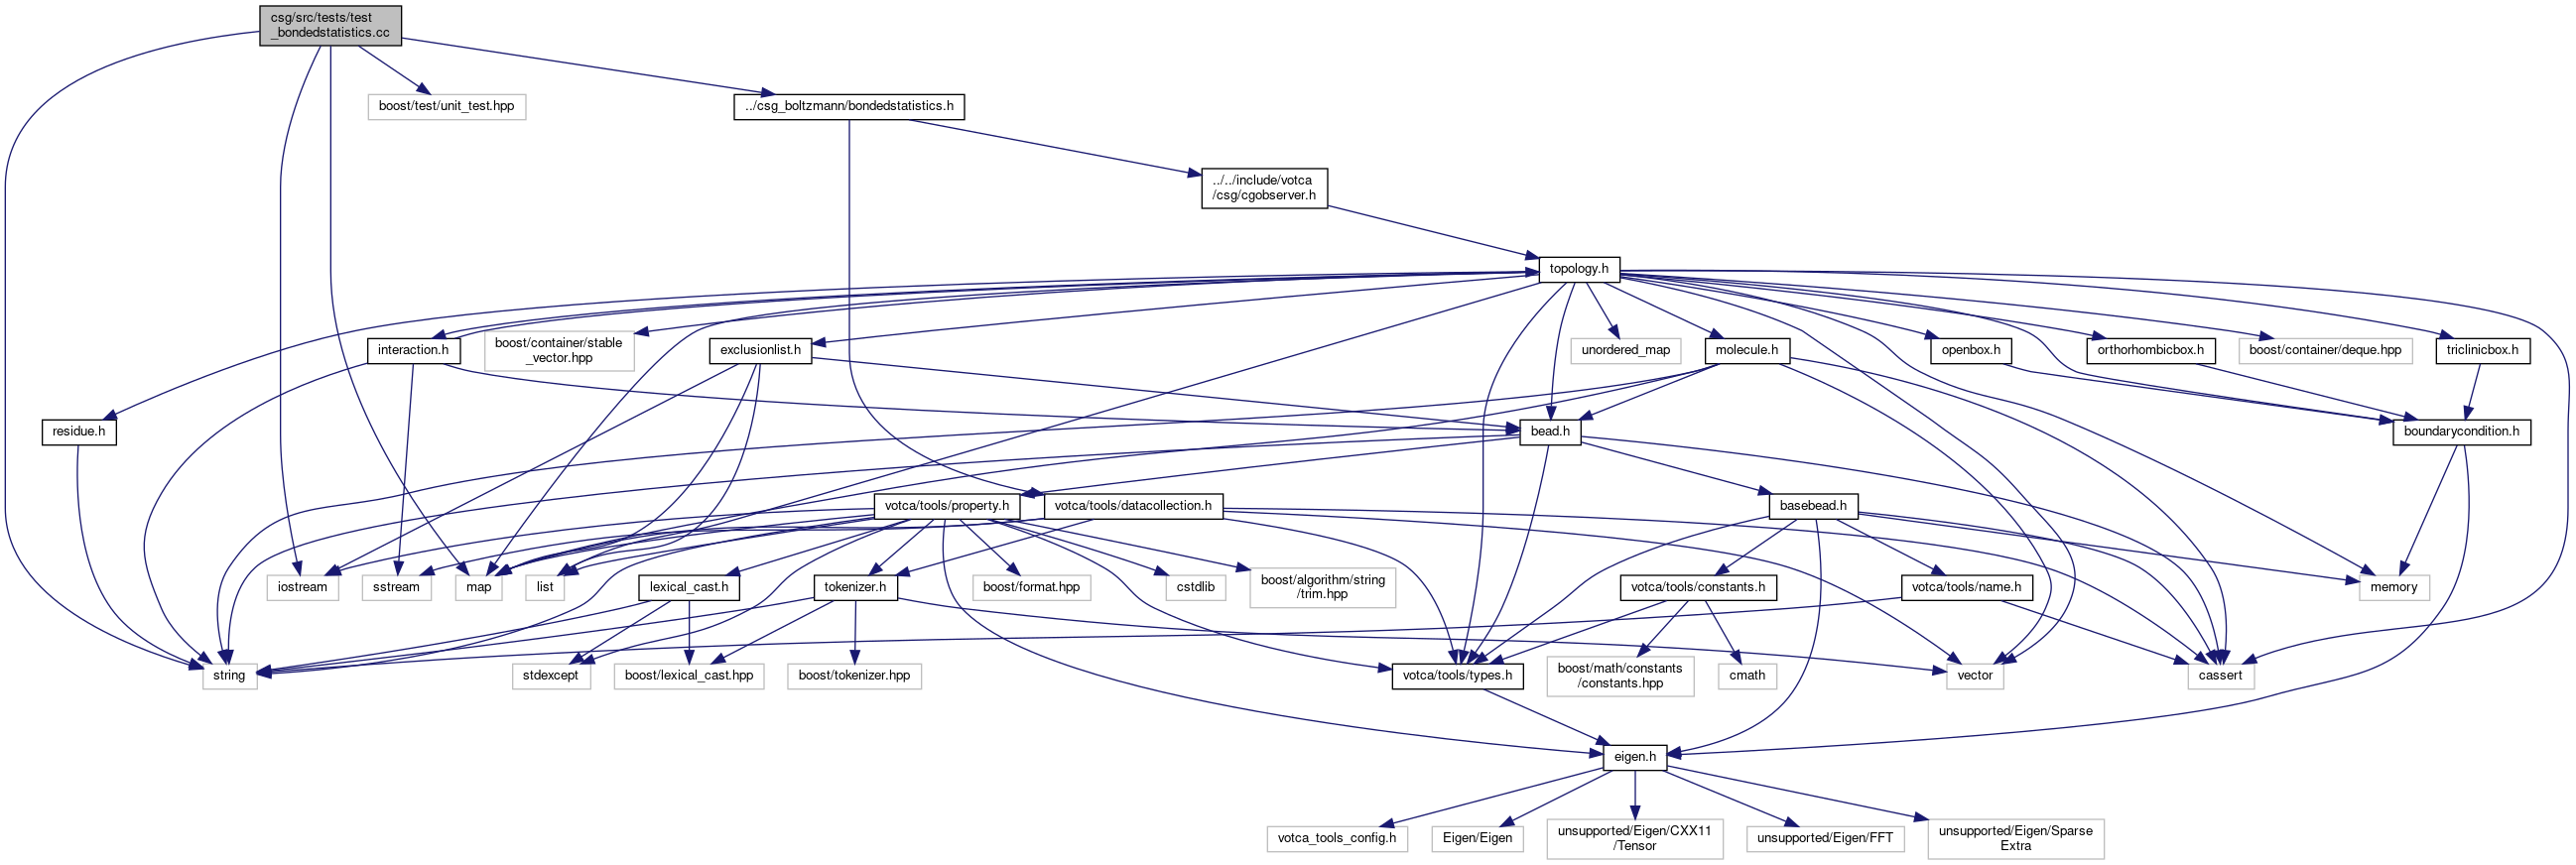 csg/src/tests/test
_bondedstatistics.cc
boost/test/unit_test.hpp
../csg_boltzmann/bondedstatistics.h
../../include/votca
/csg/cgobserver.h
topology.h
interaction.h
boost/container/stable
_vector.hpp
exclusionlist.h
unordered_map
molecule.h
openbox.h
orthorhombicbox.h
boost/container/deque.hpp
triclinicbox.h
residue.h
bead.h
boundarycondition.h
votca/tools/property.h
votca/tools/datacollection.h
basebead.h
iostream
sstream
map
list
lexical_cast.h
tokenizer.h
boost/format.hpp
cstdlib
boost/algorithm/string
/trim.hpp
votca/tools/constants.h
votca/tools/name.h
memory
string
stdexcept
boost/lexical_cast.hpp
boost/tokenizer.hpp
votca/tools/types.h
boost/math/constants
/constants.hpp
cmath
vector
cassert
eigen.h
votca_tools_config.h
Eigen/Eigen
unsupported/Eigen/CXX11
/Tensor
unsupported/Eigen/FFT
unsupported/Eigen/Sparse
Extra